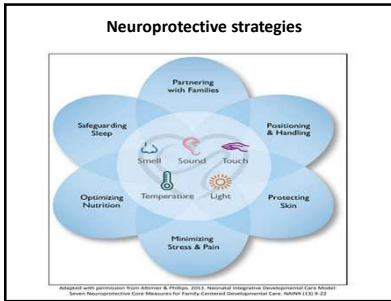 Neuroprotective strategies
Partnering
with Families
Safeguarding
Sleep
Positioning
& Handling
Smell Sound Touch
Temperature Light
Optimizing
Nutrition
Protecting
Skin
Minimizing
Stress & Pain
Adapted with permission from Altimier & Phillips, 2013. Neonatal Integrative Developmental Care Model:
Seven Neuroprotective Core Measures for Family-Centered Developmental Care. NAINR (13) 9-22